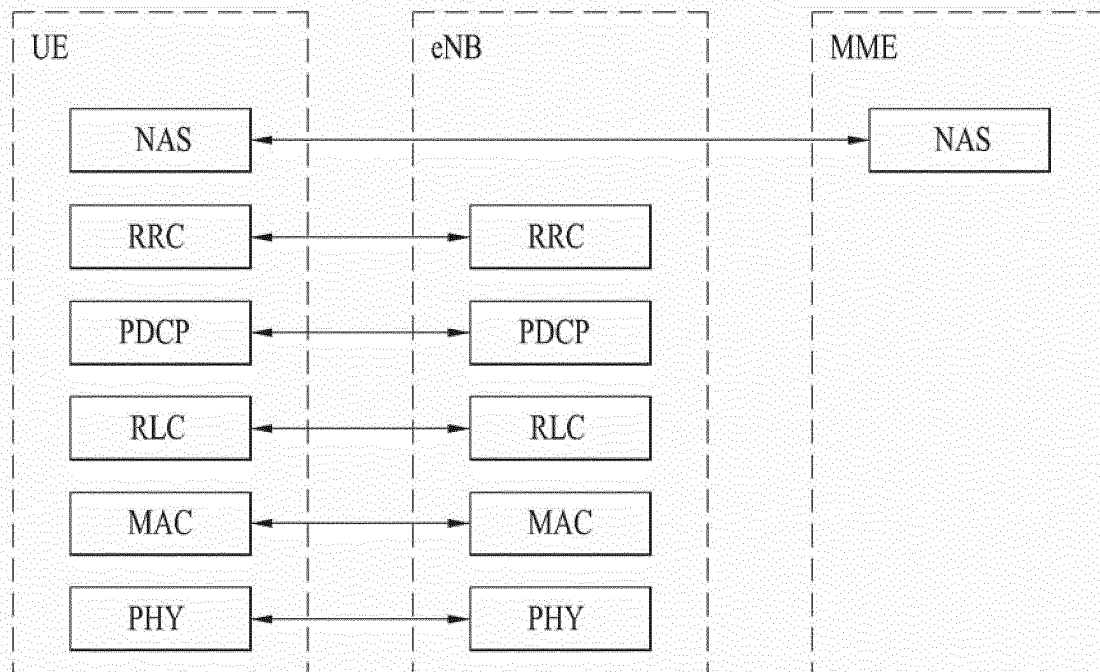 UE eNB MME
NAS NAS
RRC RRC
PDCP PDCP
RLC RLC
MAC MAC
PHY PHY